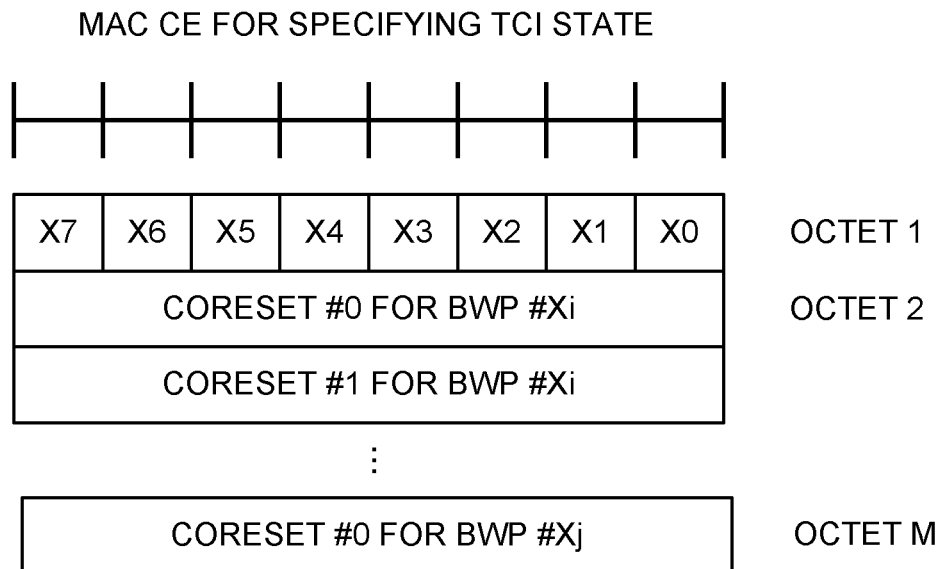 MAC CE FOR SPECIFYING TCI STATE
X7 X6 X5 X4 X3 X2 X1 X0 OCTET 1
CORESET #0 FOR BWP #Xi OCTET 2
CORESET #1 FOR BWP #Xi
⋮
CORESET #0 FOR BWP #Xj OCTET M